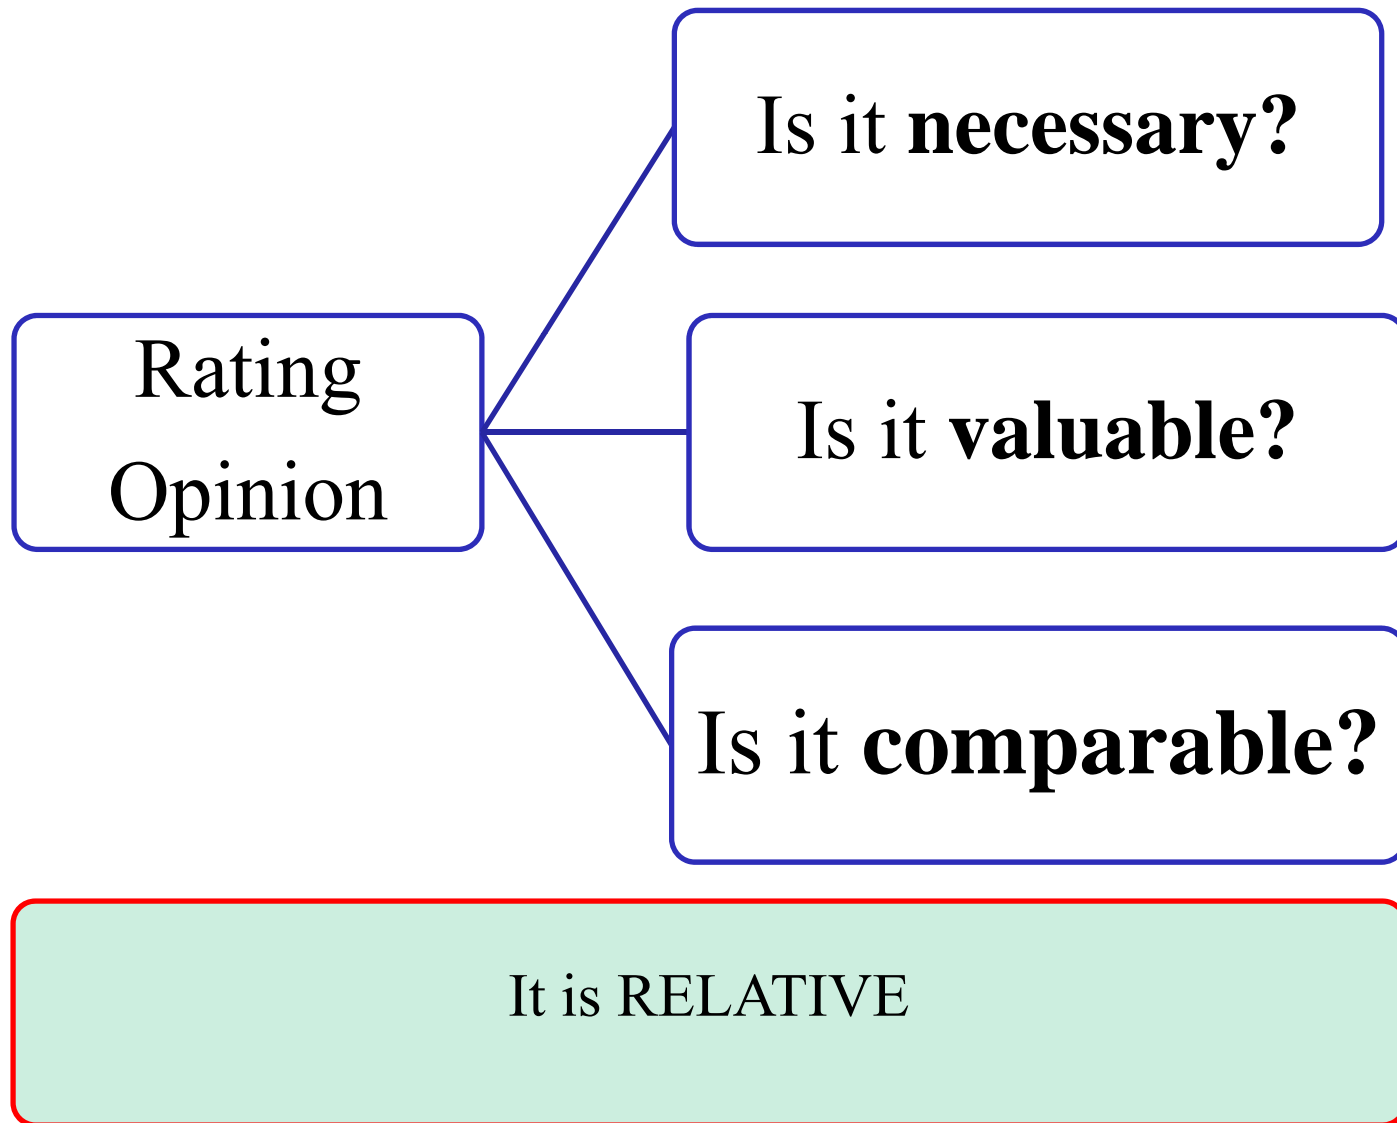 Is it necessary?
Rating
Opinion
Is it valuable?
Is it comparable?
It is RELATIVE